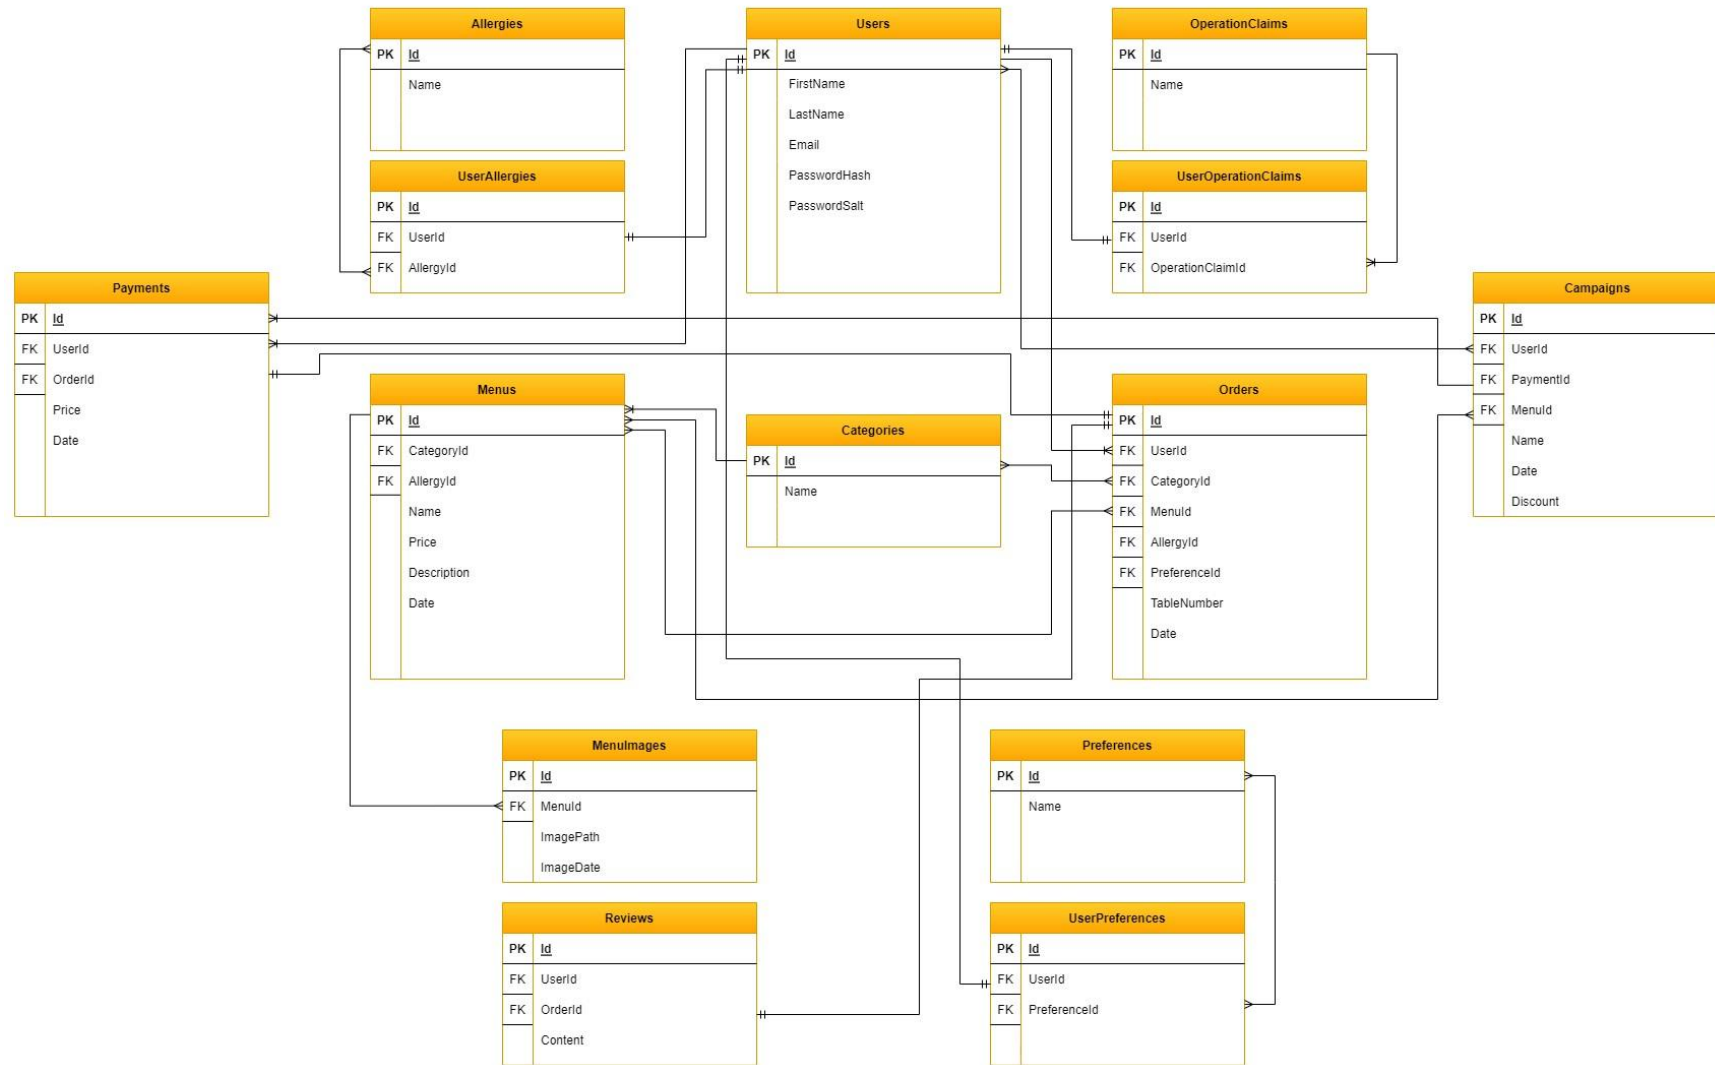 Allergies
PK Id
Name
Users
PK Id
FirstName
LastName
Email
PasswordHash
PasswordSalt
OperationClaims
PK Id
Name
UserAllergies
PK Id
FK UserId
FK AllergyId
UserOperationClaims
PK Id
FK UserId
FK OperationClaimId
Payments
PK Id
FK UserId
FK OrderId
Price
Date
Campaigns
PK Id
FK UserId
FK PaymentId
FK MenuId
Name
Date
Discount
Menus
PK Id
FK CategoryId
FK AllergyId
Name
Price
Description
Date
Categories
PK Id
Name
Orders
PK Id
FK UserId
FK CategoryId
FK MenuId
FK AllergyId
FK PreferenceId
TableNumber
Date
MenuImages
PK Id
FK MenuId
ImagePath
ImageDate
Preferences
PK Id
Name
Reviews
PK Id
FK UserId
FK OrderId
Content
UserPreferences
PK Id
FK UserId
FK PreferenceId